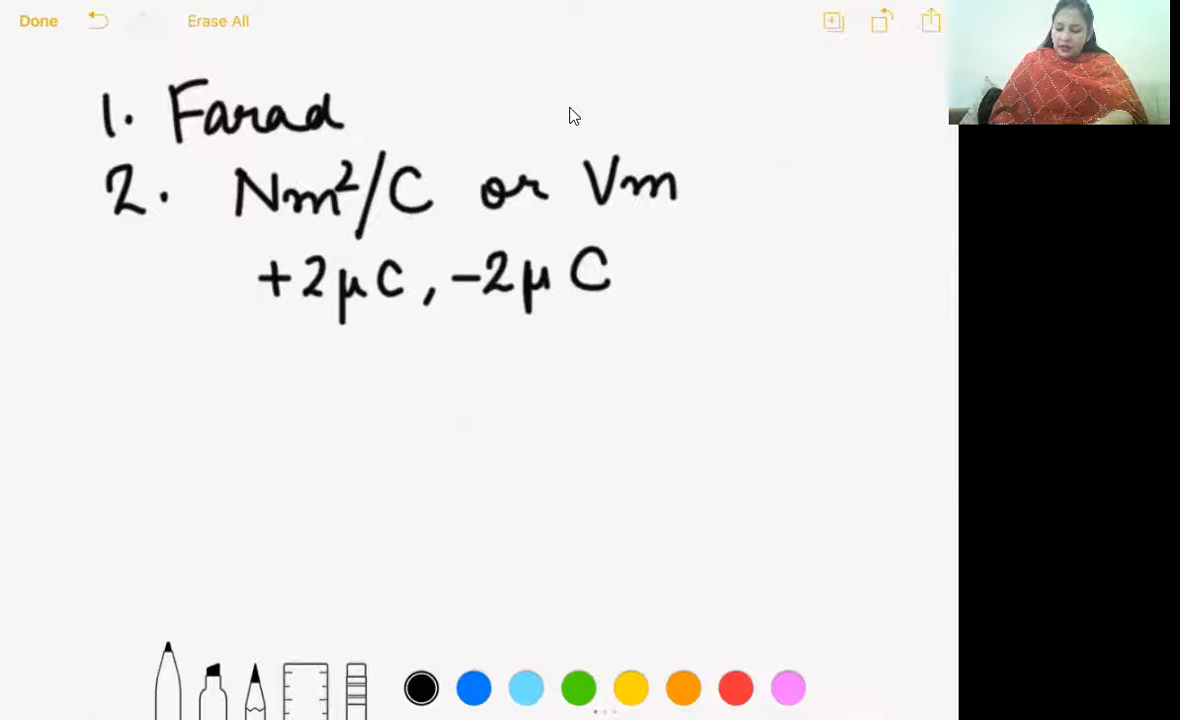 Done Erase All
1. Farad
2. Nm²/C or Vm
+2μC, -2μC